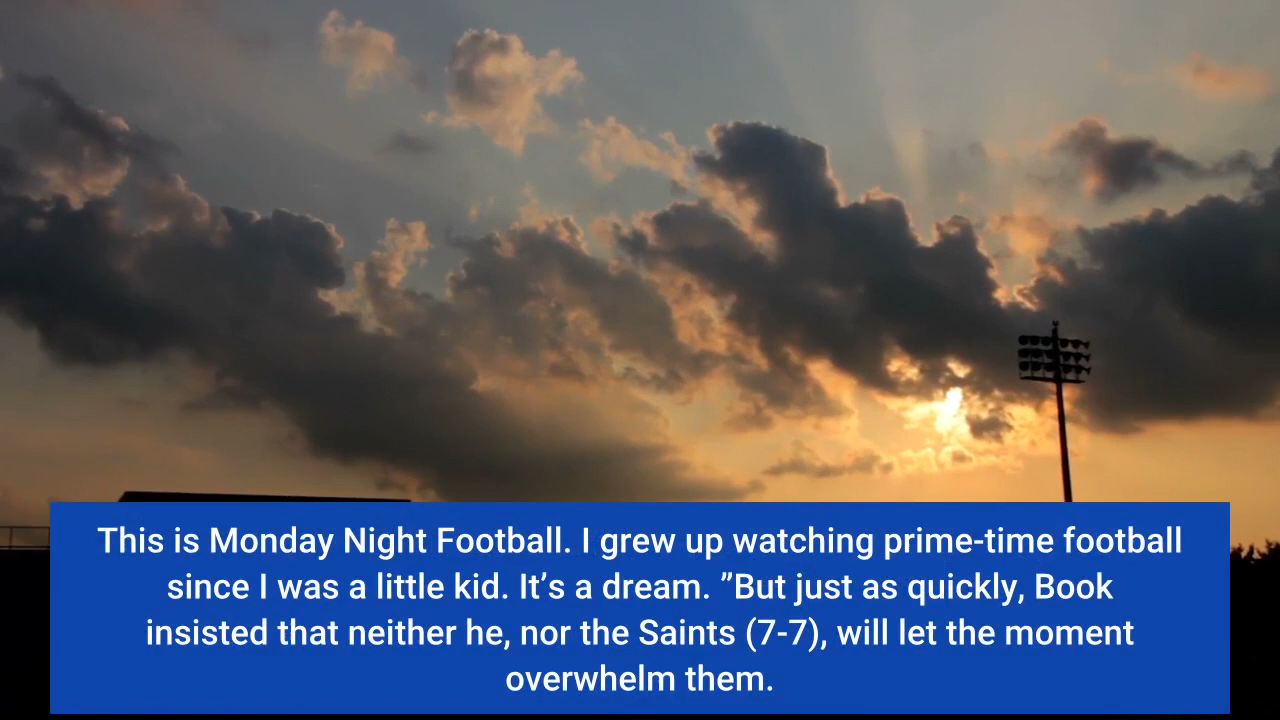 This is Monday Night Football. I grew up watching prime-time football
since I was a little kid. It’s a dream. ”But just as quickly, Book
insisted that neither he, nor the Saints (7-7), will let the moment
overwhelm them.